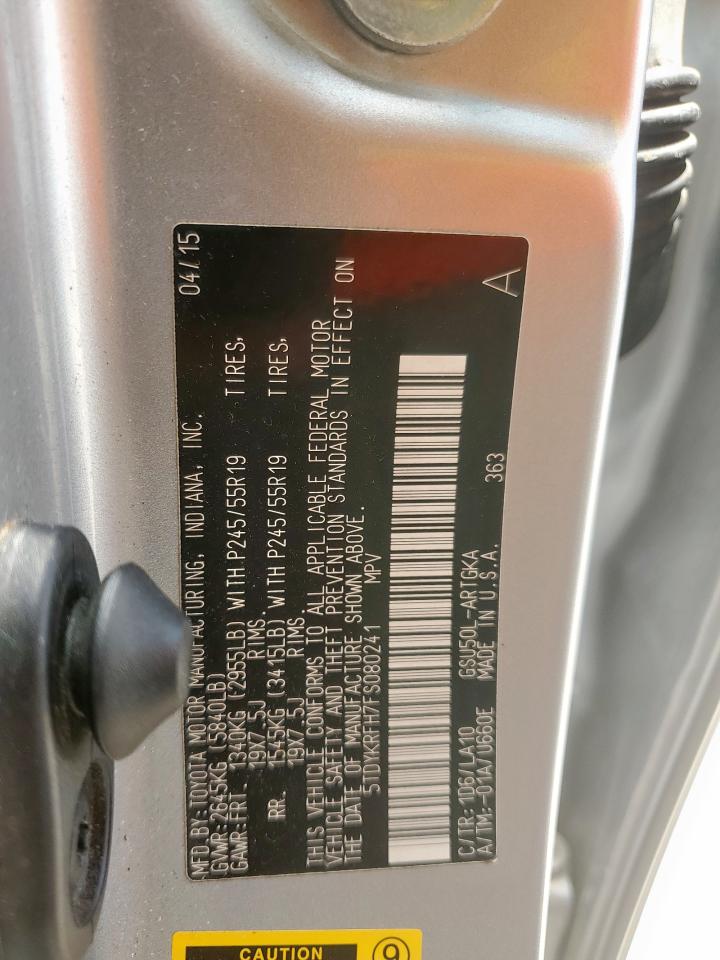 MFD.BY:TOYOTA MOTOR MANUFACTURING, INDIANA, INC. 04/15
GVWR:2645KG (5840LB)
GAWR:FRT. 1340KG (2955LB) WITH P245/55R19 TIRES,
19X7.5J RIMS.
RR. 1545KG (3415LB) WITH P245/55R19 TIRES,
19X7.5J RIMS.
THIS VEHICLE CONFORMS TO ALL APPLICABLE FEDERAL MOTOR
VEHICLE SAFETY AND THEFT PREVENTION STANDARDS IN EFFECT ON
THE DATE OF MANUFACTURE SHOWN ABOVE.
5TDYKRFH7FS080241 MPV
A
C/TR:1D6/LA10 GSU50L-ARTGKA 363
A/TM:-01A/U660E MADE IN U.S.A.
CAUTION